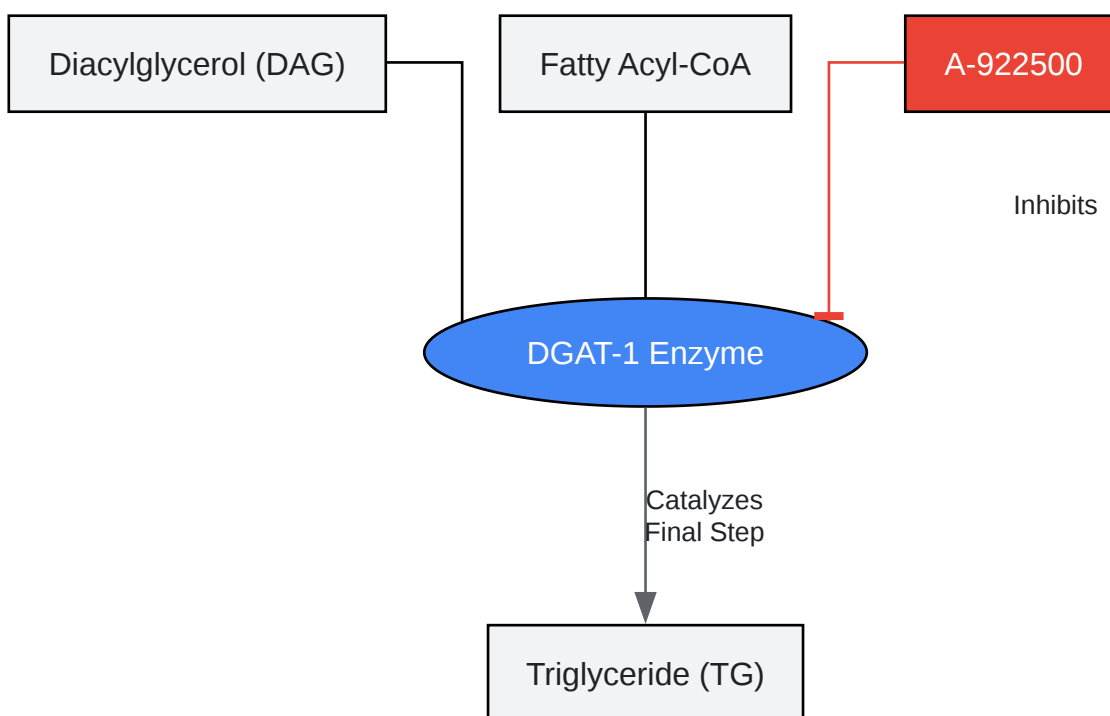 Diacylglycerol (DAG)
Fatty Acyl-CoA
A-922500
Inhibits
DGAT-1 Enzyme
Catalyzes
Final Step
Triglyceride (TG)